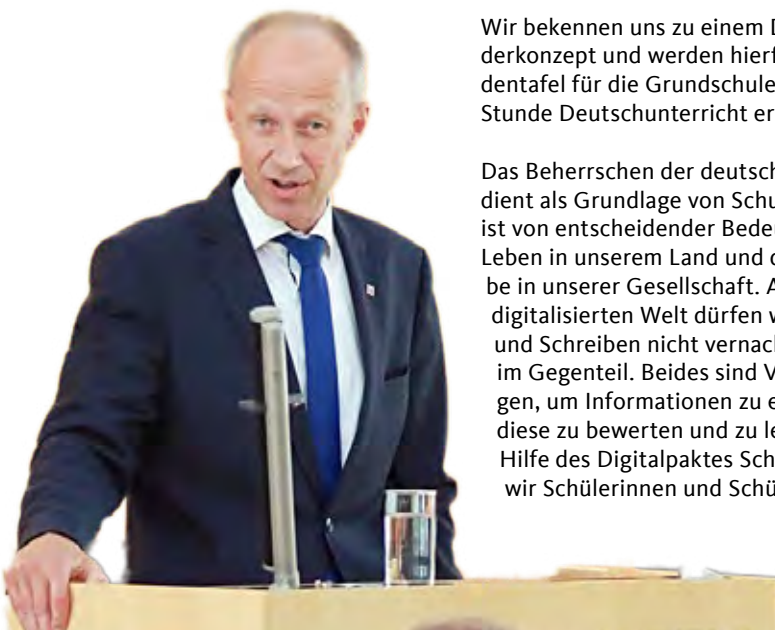 Wir bekennen uns zu einem
derkonzept und werden
dentafel für die Grundschule
Stunde Deutschunterricht
Das Beherrschen der
dient als Grundlage von
ist von entscheidender
Leben in unserem Land und
be in unserer Gesellschaft.
digitalisierten Welt dürfen
und Schreiben nicht
im Gegenteil. Beides sind
gen, um Informationen zu
diese zu bewerten und zu
Hilfe des Digitalpaktes
wir Schülerinnen und